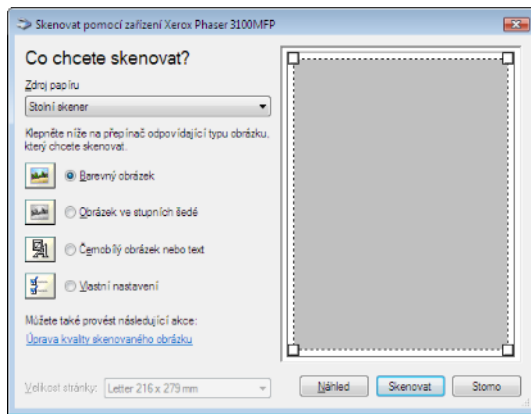 Skenovat pomocí zařízení Xerox Phaser 3100MFP
Co chcete skenovat?
Zdroj papíru
Stolní skener
Klepněte níže na přepínač odpovídající typu obrázku,
který chcete skenovat.
Barevný obrázek
Obrázek ve stupních šedé
Černobílý obrázek nebo text
Vlastní nastavení
Můžete také provést následující akce:
Úprava kvality skenovaného obrázku
Velikost stránky: Letter 216 x 279 mm
Náhled Skenovat Storno